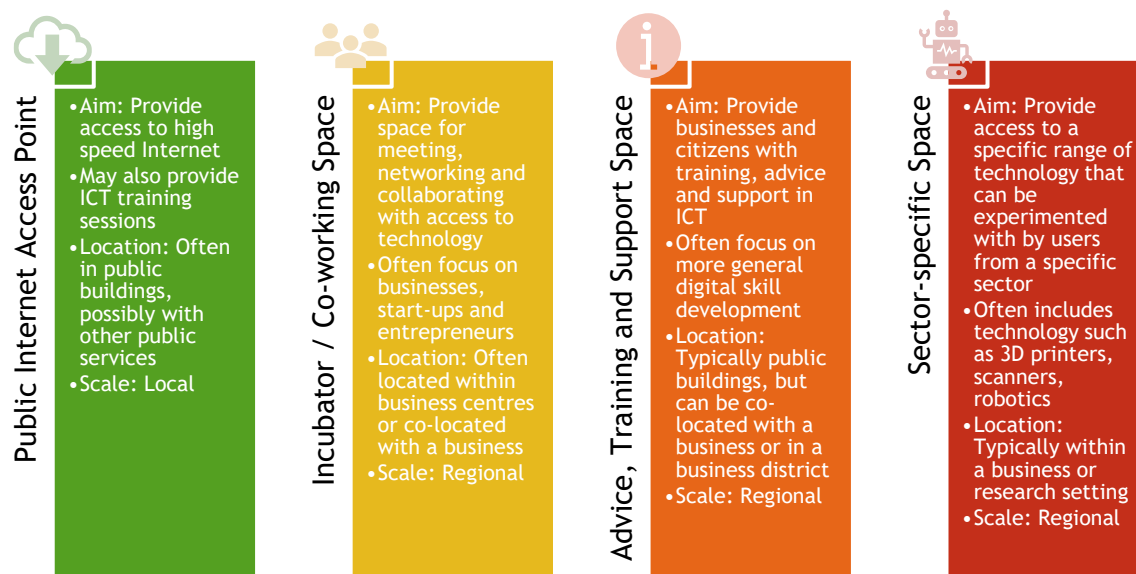 Public Internet Access Point
•Aim: Provide
access to high
speed Internet
•May also provide
ICT training
sessions
•Location: Often
in public
buildings,
possibly with
other public
services
•Scale: Local
Incubator / Co-working Space
•Aim: Provide
space for
meeting,
networking and
collaborating
with access to
technology
•Often focus on
businesses,
start-ups and
entrepreneurs
•Location: Often
located within
business centres
or co-located
with a business
•Scale: Regional
Advice, Training and Support Space
•Aim: Provide
businesses and
citizens with
training, advice
and support in
ICT
•Often focus on
more general
digital skill
development
•Location:
Typically public
buildings, but
can be co-
located with a
business or in a
business district
•Scale: Regional
Sector-specific Space
•Aim: Provide
access to a
specific range of
technology that
can be
experimented
with by users
from a specific
sector
•Often includes
technology such
as 3D printers,
scanners,
robotics
•Location:
Typically within
a business or
research setting
•Scale: Regional